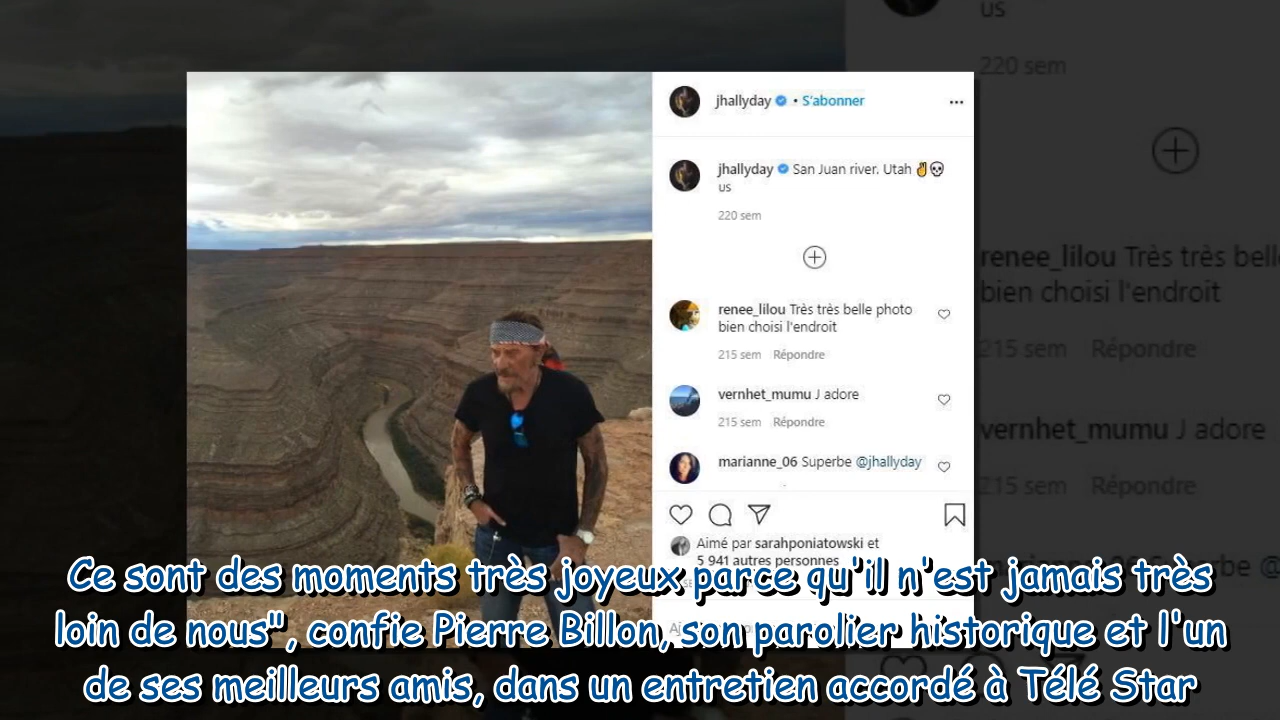 us
220 sem
jhallyday • S'abonner
jhallyday San Juan river. Utah ✌💀
us
220 sem
renee_lilou Très très belle photo
bien choisi l'endroit
215 sem Répondre
vernhet_mumu J adore
215 sem Répondre
marianne_06 Superbe @jhallyday
Aimé par sarahponiatowski et
5 941 autres personnes
renee_lilou Très très bell
bien choisi l'endroit
215 sem Répondre
vernhet_mumu J adore
215 sem Répondre
Ce sont des moments très joyeux parce qu'il n'est jamais très
loin de nous", confie Pierre Billon, son parolier historique et l'un
de ses meilleurs amis, dans un entretien accordé à Télé Star